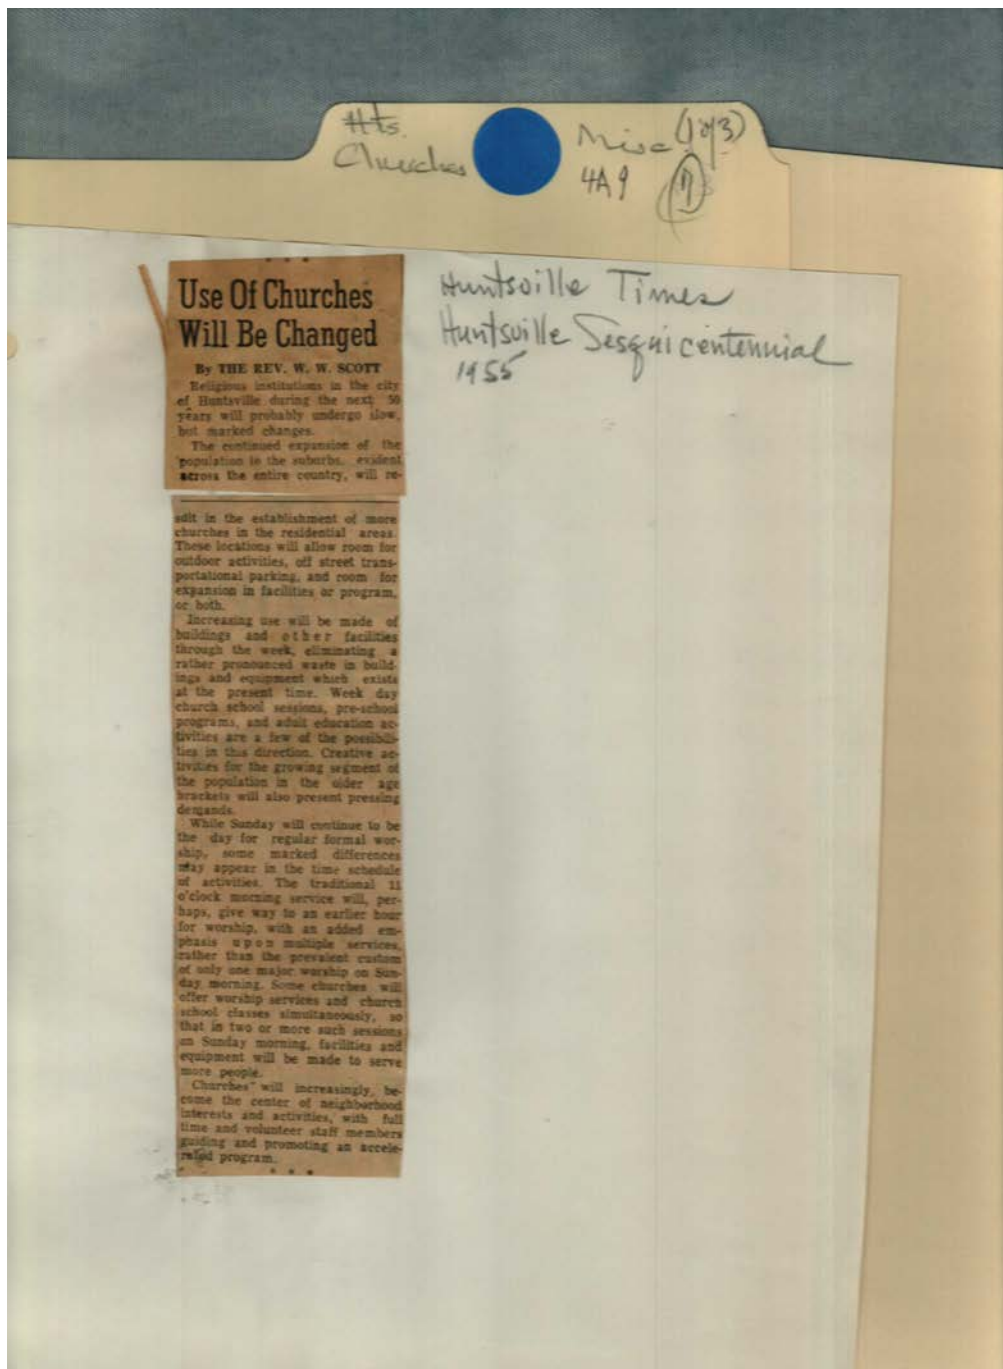 Hts.
Churches
Misc (1 of 3)
4A9
Huntsville Times
Huntsville Sesquicentennial
1955
* * *
Use Of Churches
Will Be Changed
By THE REV. W. W. SCOTT
Religious institutions in the city
of Huntsville during the next 50
years will probably undergo slow,
but marked changes.
The continued expansion of the
population to the suburbs, evident
across the entire country, will re-
sult in the establishment of more
churches in the residential areas.
These locations will allow room for
outdoor activities, off street trans-
portational parking, and room for
expansion in facilities or program,
or both.
Increasing use will be made of
buildings and other facilities
through the week, eliminating a
rather pronounced waste in build-
ings and equipment which exists
at the present time. Week day
church school sessions, pre-school
programs, and adult education ac-
tivities are a few of the possibili-
ties in this direction. Creative ac-
tivities for the growing segment of
the population in the older age
brackets will also present pressing
demands.
While Sunday will continue to be
the day for regular formal wor-
ship, some marked differences
may appear in the time schedule
of activities. The traditional 11
o'clock morning service will, per-
haps, give way to an earlier hour
for worship, with an added em-
phasis upon multiple services,
rather than the prevalent custom
of only one major worship on Sun-
day morning. Some churches will
offer worship services and church
school classes simultaneously, so
that in two or more such sessions
on Sunday morning, facilities and
equipment will be made to serve
more people.
Churches will increasingly, be-
come the center of neighborhood
interests and activities, with full
time and volunteer staff members
guiding and promoting an accele-
rated program.
* * *